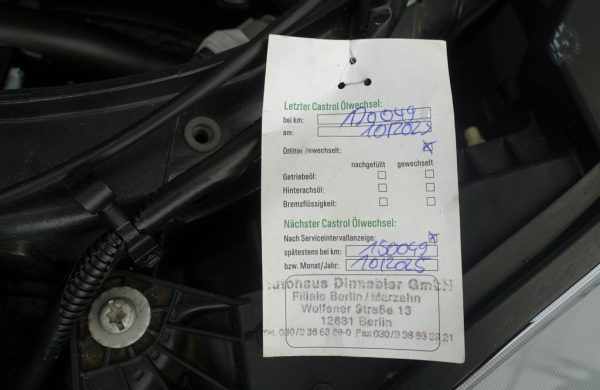 Letzter Castrol Ölwechsel:
bei km: 120049
am: 10/2023
Ölfilter gewechselt:
nachgefüllt gewechselt
Getriebeöl:
Hinterachsöl:
Bremsflüssigkeit:
Nächster Castrol Ölwechsel:
Nach Serviceintervallanzeige:
spätestens bei km: 150049
bzw. Monat/Jahr: 10/2025
Autohaus Dinnebier GmbH
Filiale Berlin/Marzahn
Wolfener Straße 13
12681 Berlin